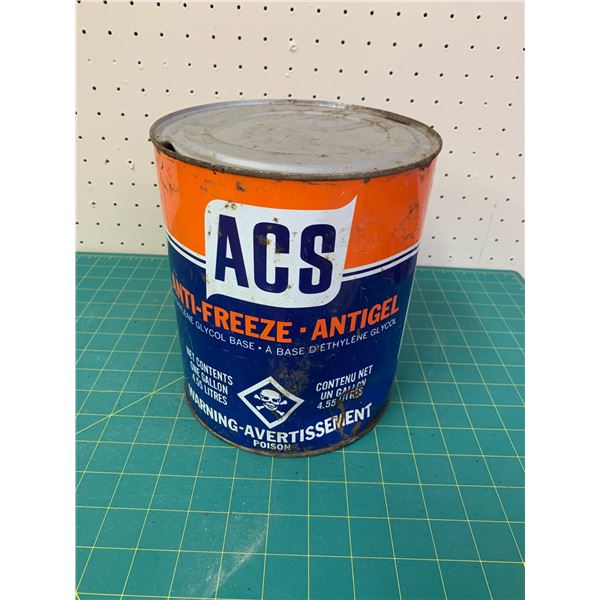 ACS
ANTI-FREEZE · ANTIGEL
ETHYLENE GLYCOL BASE · À BASE D'ÉTHYLÈNE GLYCOL
NET CONTENTS
ONE GALLON
4.55 LITRES
CONTENU NET
UN GALLON
4.55 LITRES
WARNING-AVERTISSEMENT
POISON